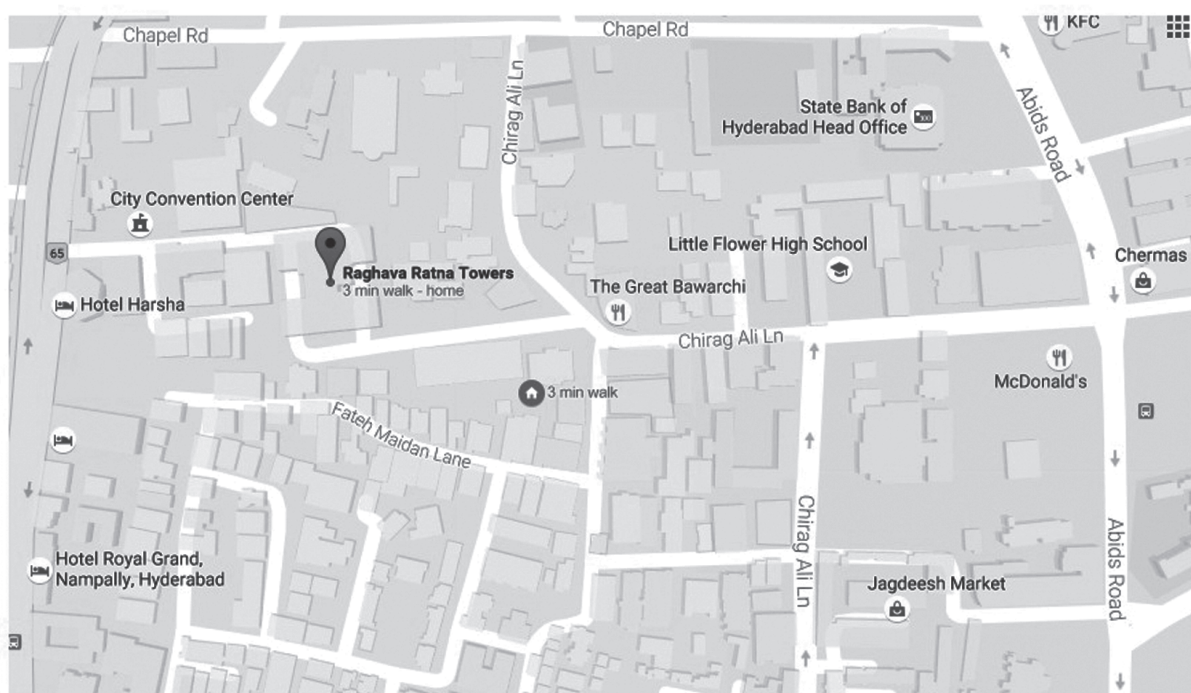 Chapel Rd
Chapel Rd
KFC
Chirag Ali Ln
State Bank of
Hyderabad Head Office
Abids Road
City Convention Center
65
Little Flower High School
Chermas
Raghava Ratna Towers
3 min walk - home
The Great Bawarchi
Hotel Harsha
Chirag Ali Ln
McDonald's
3 min walk
Fateh Maidan Lane
Chirag Ali Ln
Abids Road
Hotel Royal Grand,
Nampally, Hyderabad
Jagdeesh Market